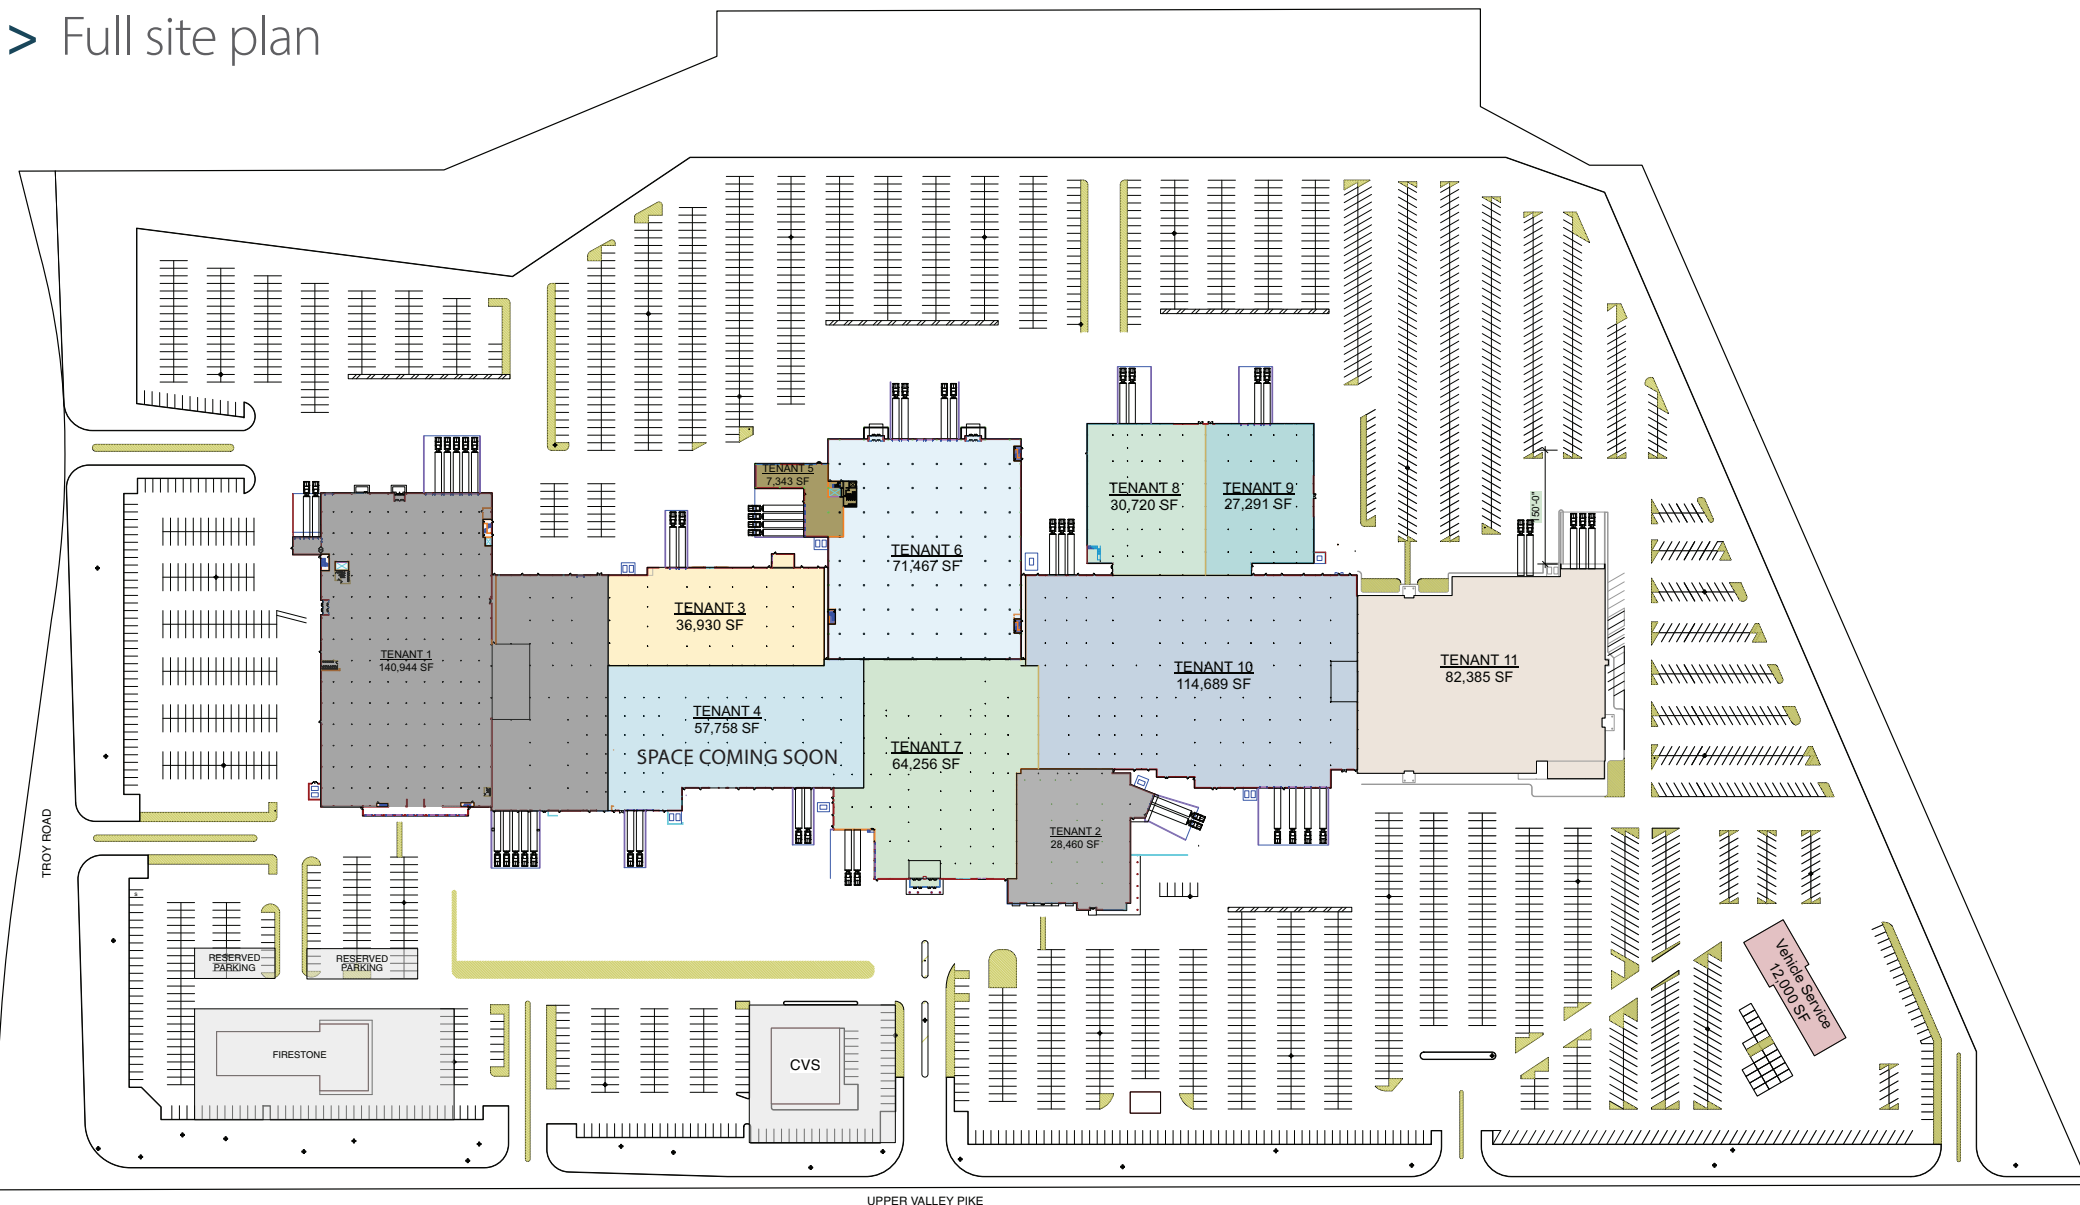 > Full site plan
TENANT 5
7,343 SF
TENANT 8
30,720 SF
TENANT 9
27,291 SF
150'-0"
TENANT 6
71,467 SF
TENANT 3
36,930 SF
TENANT 1
140,944 SF
TENANT 10
114,689 SF
TENANT 11
82,385 SF
TENANT 4
57,758 SF
SPACE COMING SOON
TENANT 7
64,256 SF
TENANT 2
28,460 SF
TROY ROAD
RESERVED
PARKING
RESERVED
PARKING
Vehicle Service
12,000 SF
FIRESTONE
CVS
UPPER VALLEY PIKE